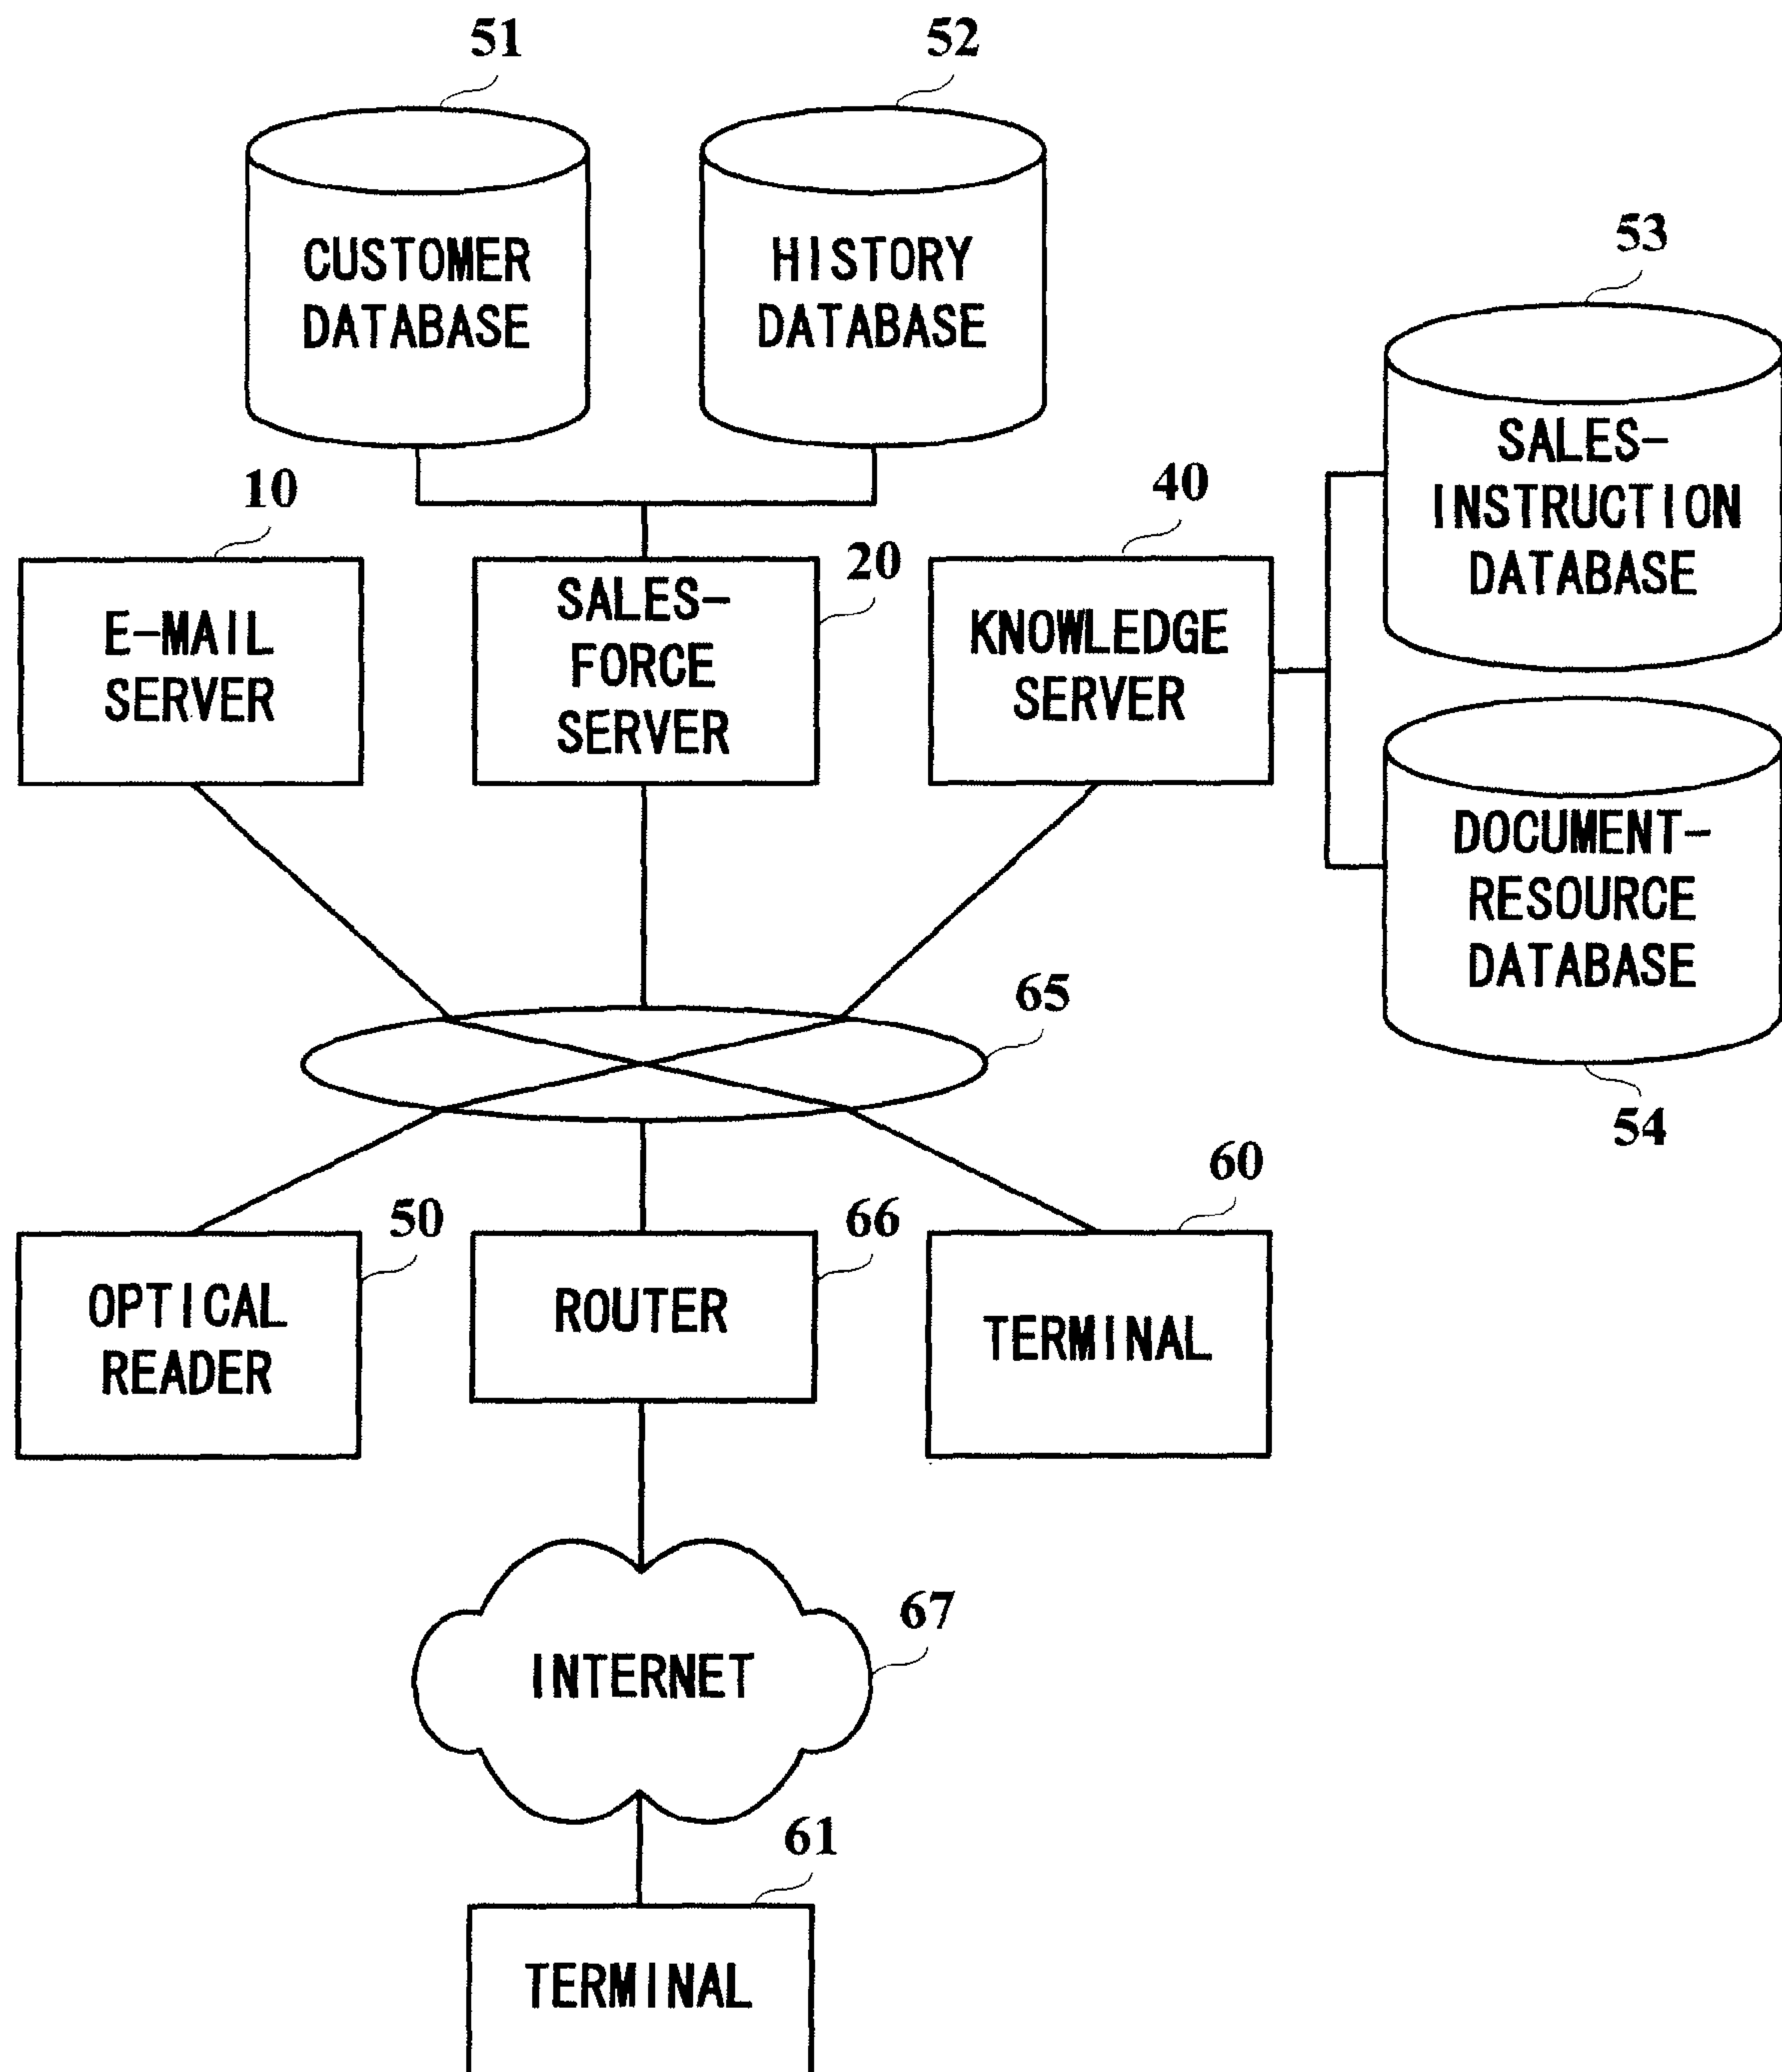 51
52
CUSTOMER
DATABASE
HISTORY
DATABASE
53
SALES-
INSTRUCTION
DATABASE
10
E-MAIL
SERVER
20
SALES-
FORCE
SERVER
40
KNOWLEDGE
SERVER
DOCUMENT-
RESOURCE
DATABASE
54
65
50
OPTICAL
READER
66
ROUTER
60
TERMINAL
67
INTERNET
61
TERMINAL